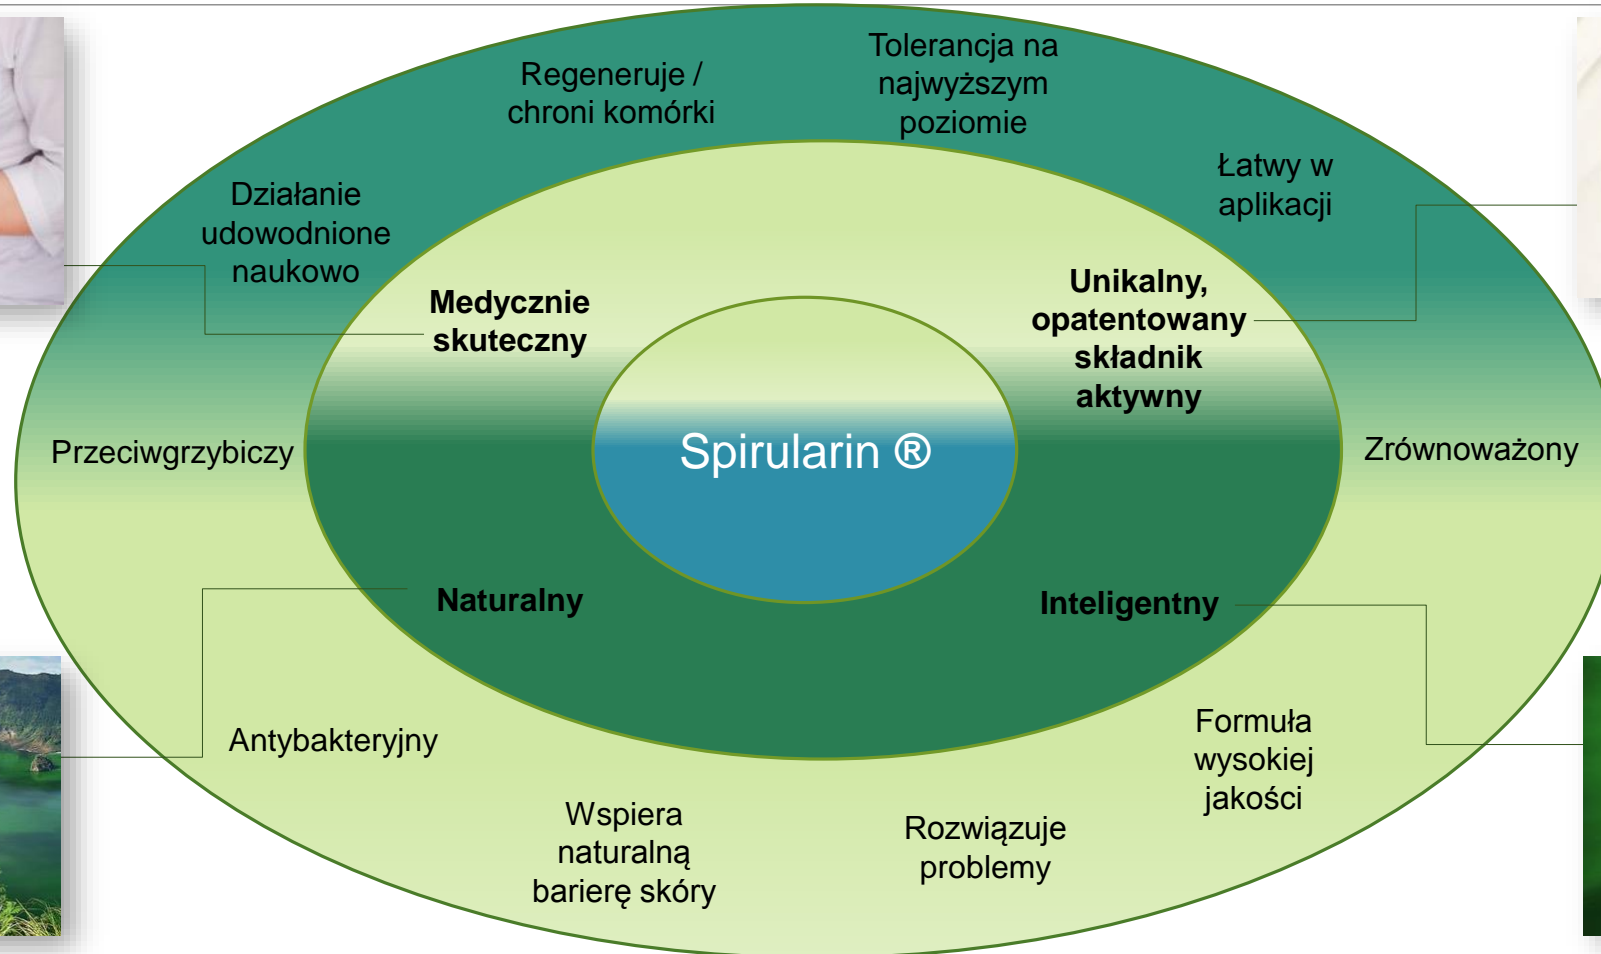 Regeneruje /
chroni komórki
Tolerancja na
najwyższym
poziomie
Łatwy w
aplikacji
Działanie
udowodnione
naukowo
Medycznie
skuteczny
Unikalny,
opatentowany
składnik
aktywny
Przeciwgrzybiczy
Spirularin ®
Zrównoważony
Naturalny
Inteligentny
Antybakteryjny
Formuła
wysokiej
jakości
Wspiera
naturalną
barierę skóry
Rozwiązuje
problemy